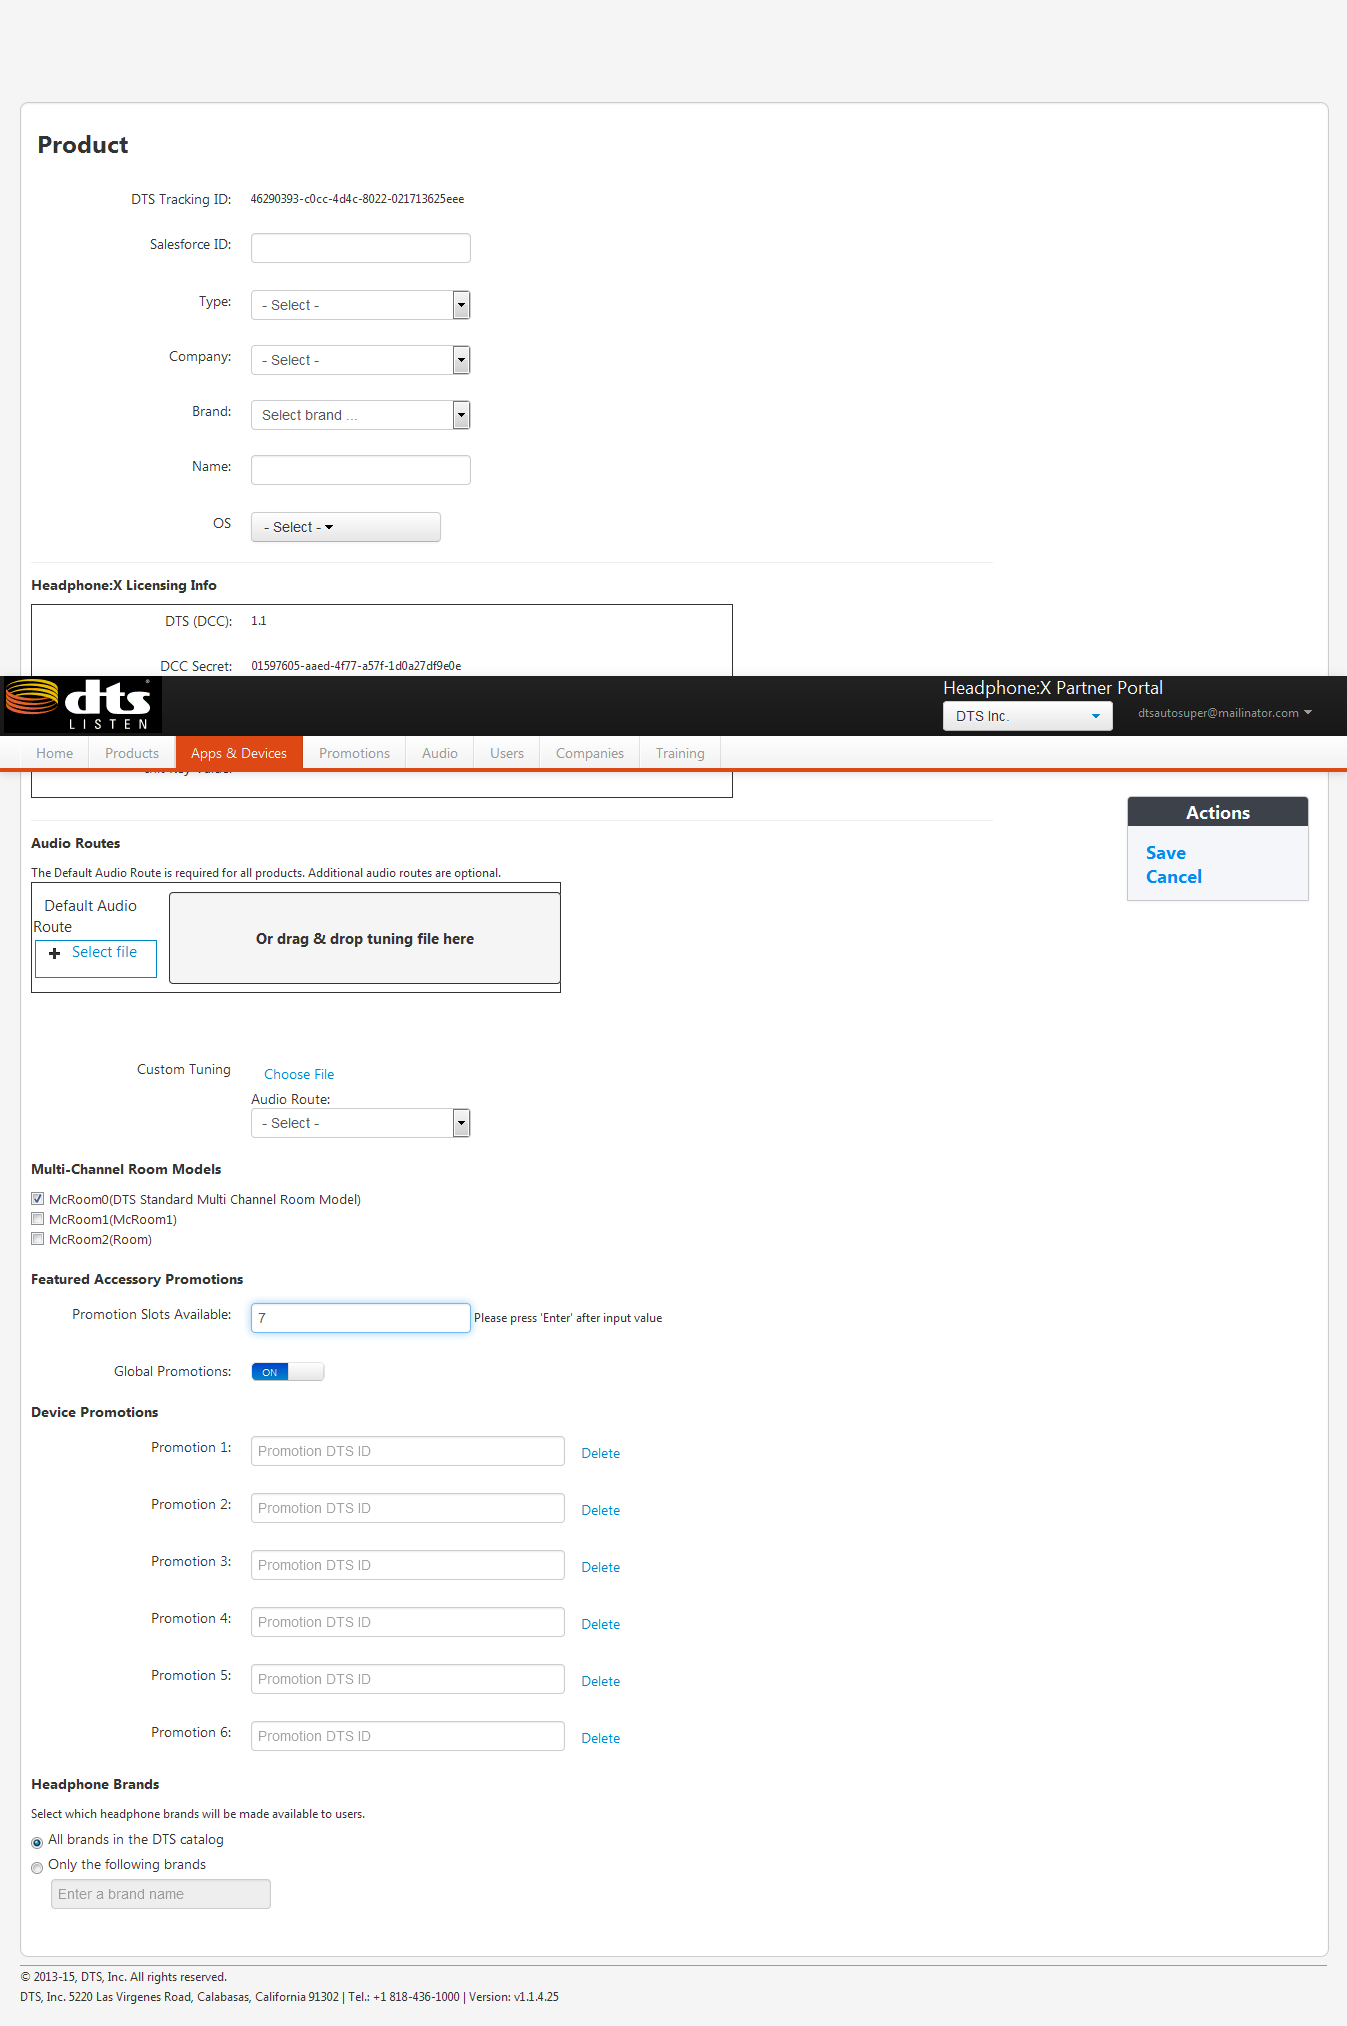 Product
DTS Tracking ID: 46290393-c0cc-4d4c-8022-021713625eee
Salesforce ID:
Type: - Select -
Company: - Select -
Brand: Select brand ...
Name:
OS - Select -
Headphone:X Licensing Info
DTS (DCC): 1.1
DCC Secret: 01597605-aaed-4f77-a57f-1d0a27df9e0e
dts
LISTEN
Headphone:X Partner Portal
DTS Inc. dtsautosuper@mailinator.com
Home Products Apps & Devices Promotions Audio Users Companies Training
Actions
Save
Cancel
Audio Routes
The Default Audio Route is required for all products. Additional audio routes are optional.
Default Audio
Route
Select file
Or drag & drop tuning file here
Custom Tuning Choose File
Audio Route:
- Select -
Multi-Channel Room Models
McRoom0(DTS Standard Multi Channel Room Model)
McRoom1(McRoom1)
McRoom2(Room)
Featured Accessory Promotions
Promotion Slots Available: 7 Please press 'Enter' after input value
Global Promotions: ON
Device Promotions
Promotion 1: Promotion DTS ID Delete
Promotion 2: Promotion DTS ID Delete
Promotion 3: Promotion DTS ID Delete
Promotion 4: Promotion DTS ID Delete
Promotion 5: Promotion DTS ID Delete
Promotion 6: Promotion DTS ID Delete
Headphone Brands
Select which headphone brands will be made available to users.
All brands in the DTS catalog
Only the following brands
Enter a brand name
© 2013-15, DTS, Inc. All rights reserved.
DTS, Inc. 5220 Las Virgenes Road, Calabasas, California 91302 | Tel.: +1 818-436-1000 | Version: v1.1.4.25